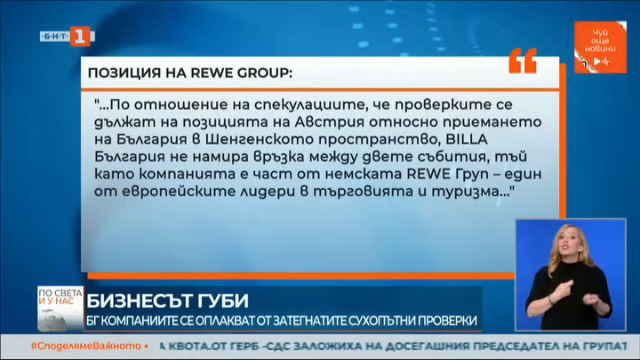 БНТ 1
Чуй
още
новини
ПОЗИЦИЯ НА REWE GROUP:
"...По отношение на спекулациите, че проверките се
дължат на позицията на Австрия относно приемането
на България в Шенгенското пространство, BILLA
България не намира връзка между двете събития, тъй
като компанията е част от немската REWE Груп – един
от европейските лидери в търговията и туризма..."
ПО СВЕТА
И У НАС
БИЗНЕСЪТ ГУБИ
БГ КОМПАНИИТЕ СЕ ОПЛАКВАТ ОТ ЗАТЕГНАТИТЕ СУХОПЪТНИ ПРОВЕРКИ
#СподелямеВажното А КВОТА.ОТ ГЕРБ -СДС ЗАЛОЖИХА НА ДОСЕГАШНИЯ ПРЕДСЕДАТЕЛ НА ГРУПАТ